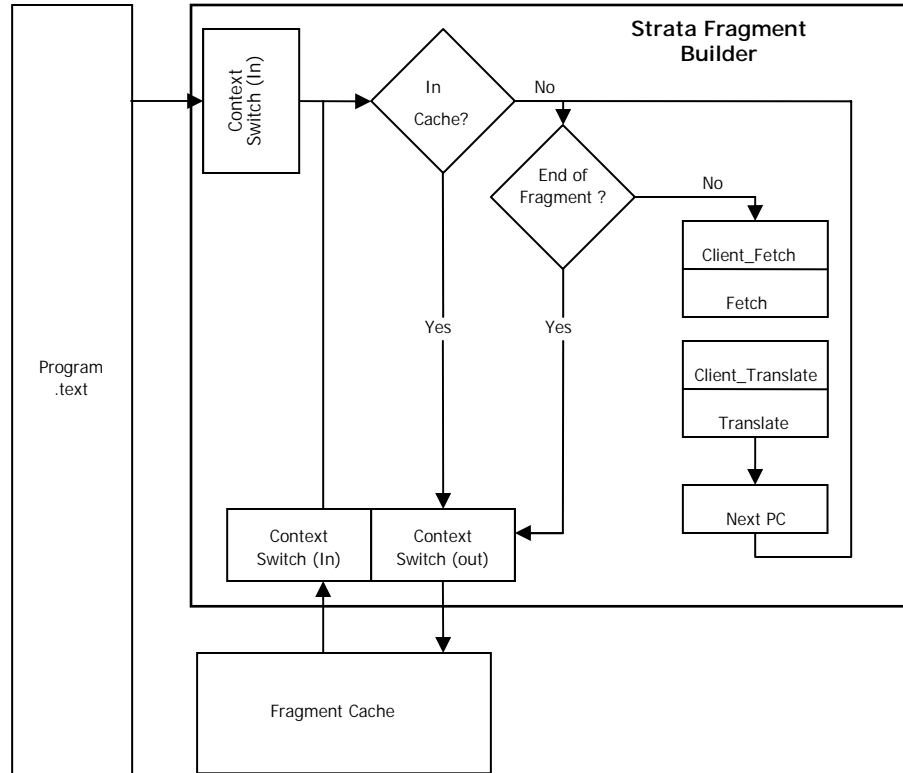 Strata Fragment
Builder
Context
Switch (In)
In
Cache?
No
End of
Fragment ?
No
Client_Fetch
Fetch
Yes
Yes
Program
.text
Client_Translate
Translate
Next PC
Context
Switch (In)
Context
Switch (out)
Fragment Cache